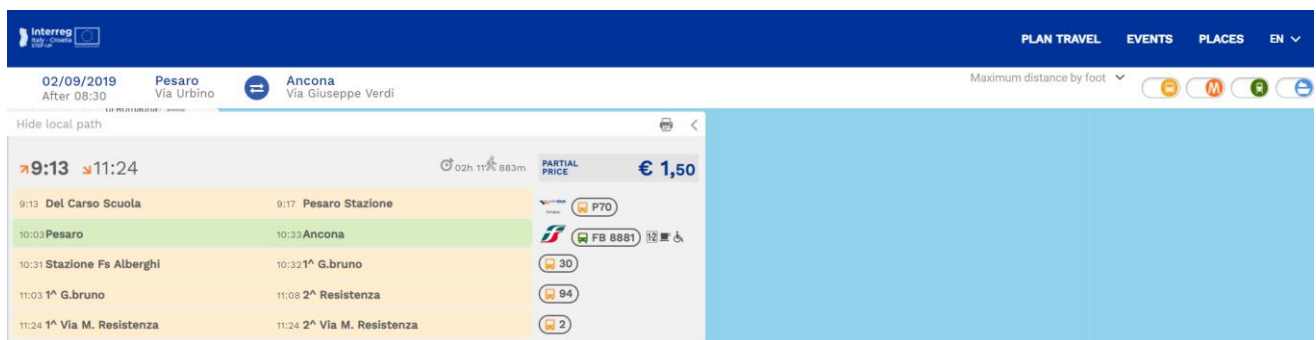 Interreg
Italy - Croatia
STEP-UP
PLAN TRAVEL EVENTS PLACES EN
02/09/2019 Pesaro Ancona
After 08:30 Via Urbino Via Giuseppe Verdi
Maximum distance by foot
M
Hide local path
9:13 11:24 02h 11' 883m PARTIAL PRICE € 1,50
9:13 Del Carso Scuola 9:17 Pesaro Stazione P70
10:03 Pesaro 10:33 Ancona FB 8881 12
10:31 Stazione Fs Alberghi 10:32 1^ G.bruno 30
11:03 1^ G.bruno 11:08 2^ Resistenza 94
11:24 1^ Via M. Resistenza 11:24 2^ Via M. Resistenza 2